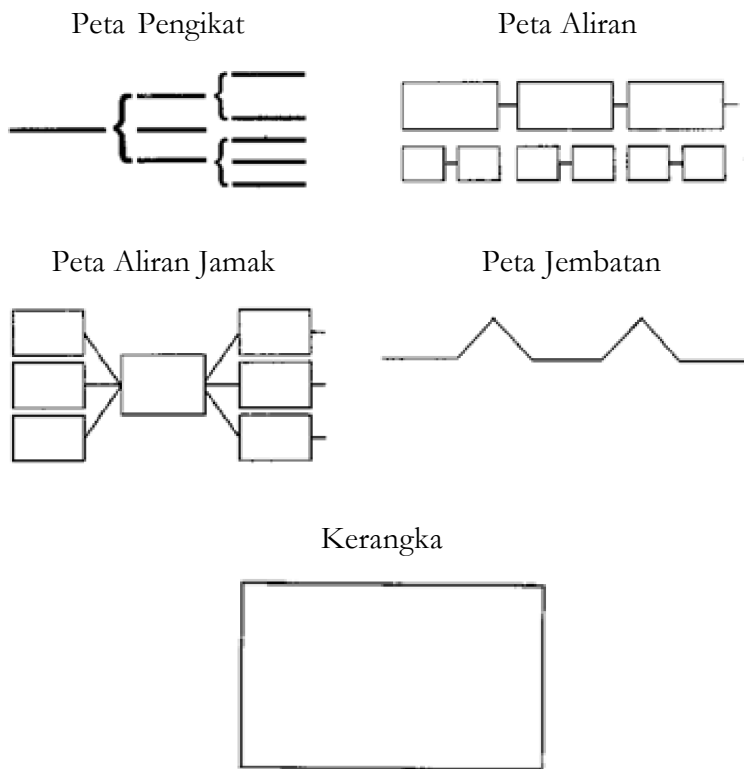 Peta Pengikat
Peta Aliran
Peta Aliran Jamak
Peta Jembatan
Kerangka